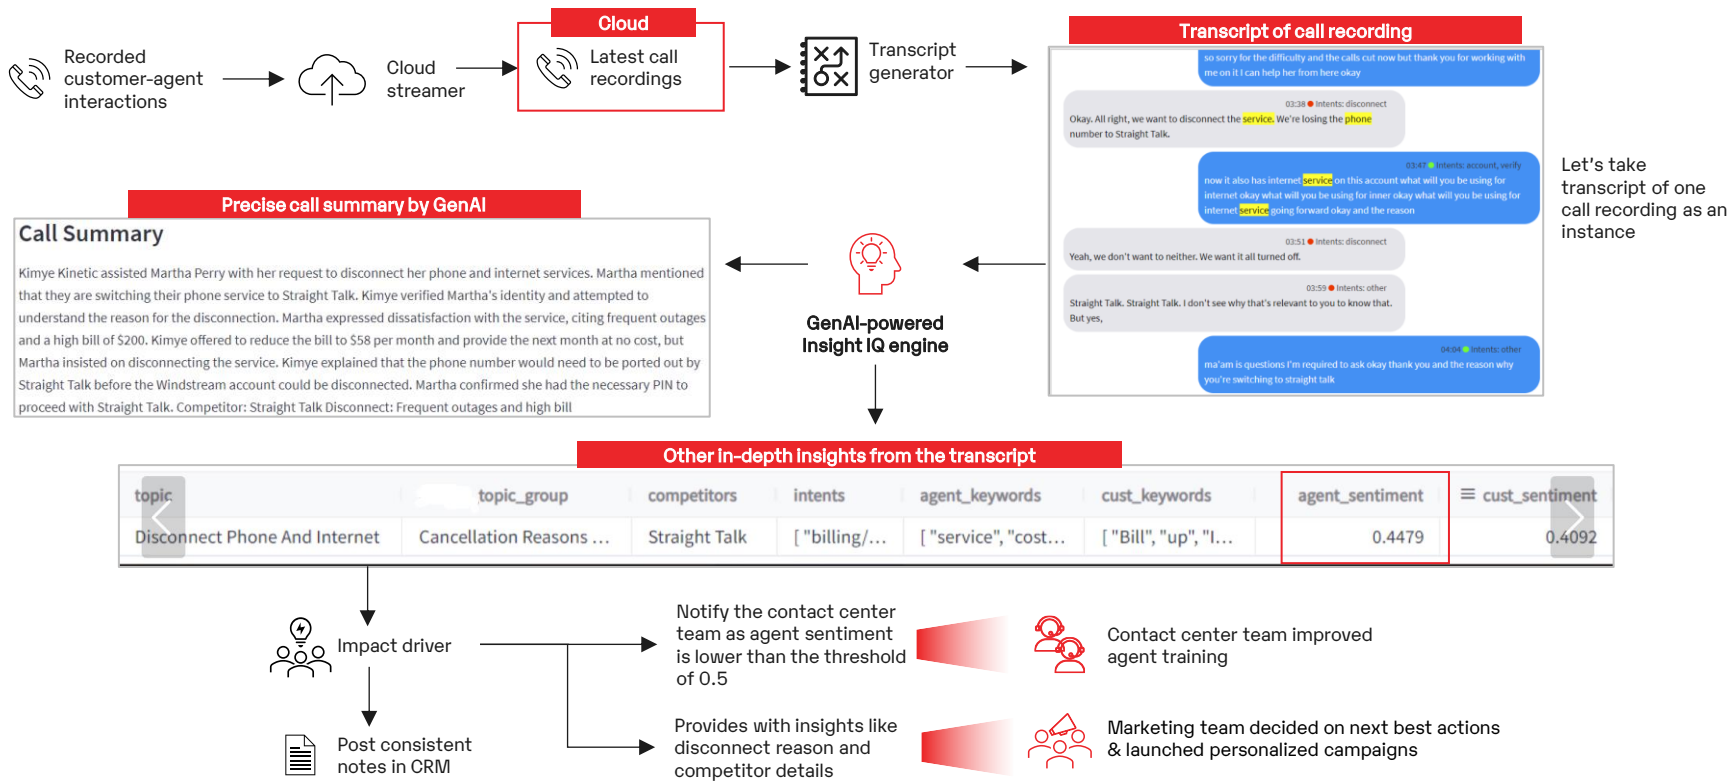 Recorded
customer-agent
interactions
Cloud
streamer
Cloud
Latest call
recordings
Transcript
generator
Transcript of call recording
so sorry for the difficulty and the calls cut now but thank you for working with
me on it I can help her from here okay
03:38 Intents: disconnect
Okay. All right, we want to disconnect the service. We're losing the phone
number to Straight Talk.
03:47 Intents: account, verify
now it also has internet service on this account what will you be using for
internet okay what will you be using for inner okay what will you be using for
internet service going forward okay and the reason
03:51 Intents: disconnect
Yeah, we don't want to neither. We want it all turned off.
03:59 Intents: other
Straight Talk. Straight Talk. I don't see why that's relevant to you to know that.
But yes,
04:04 Intents: other
ma'am is questions I'm required to ask okay thank you and the reason why
you're switching to straight talk
Let's take
transcript of one
call recording as an
instance
GenAI-powered
Insight IQ engine
Precise call summary by GenAI
Call Summary
Kimye Kinetic assisted Martha Perry with her request to disconnect her phone and internet services. Martha mentioned
that they are switching their phone service to Straight Talk. Kimye verified Martha's identity and attempted to
understand the reason for the disconnection. Martha expressed dissatisfaction with the service, citing frequent outages
and a high bill of $200. Kimye offered to reduce the bill to $58 per month and provide the next month at no cost, but
Martha insisted on disconnecting the service. Kimye explained that the phone number would need to be ported out by
Straight Talk before the Windstream account could be disconnected. Martha confirmed she had the necessary PIN to
proceed with Straight Talk. Competitor: Straight Talk Disconnect: Frequent outages and high bill
Other in-depth insights from the transcript
topic topic_group competitors intents agent_keywords cust_keywords agent_sentiment cust_sentiment
Disconnect Phone And Internet Cancellation Reasons ... Straight Talk [ "billing/... [ "service", "cost... [ "Bill", "up", "I... 0.4479 0.4092
Impact driver
Post consistent
notes in CRM
Notify the contact center
team as agent sentiment
is lower than the threshold
of 0.5
Contact center team improved
agent training
Provides with insights like
disconnect reason and
competitor details
Marketing team decided on next best actions
& launched personalized campaigns